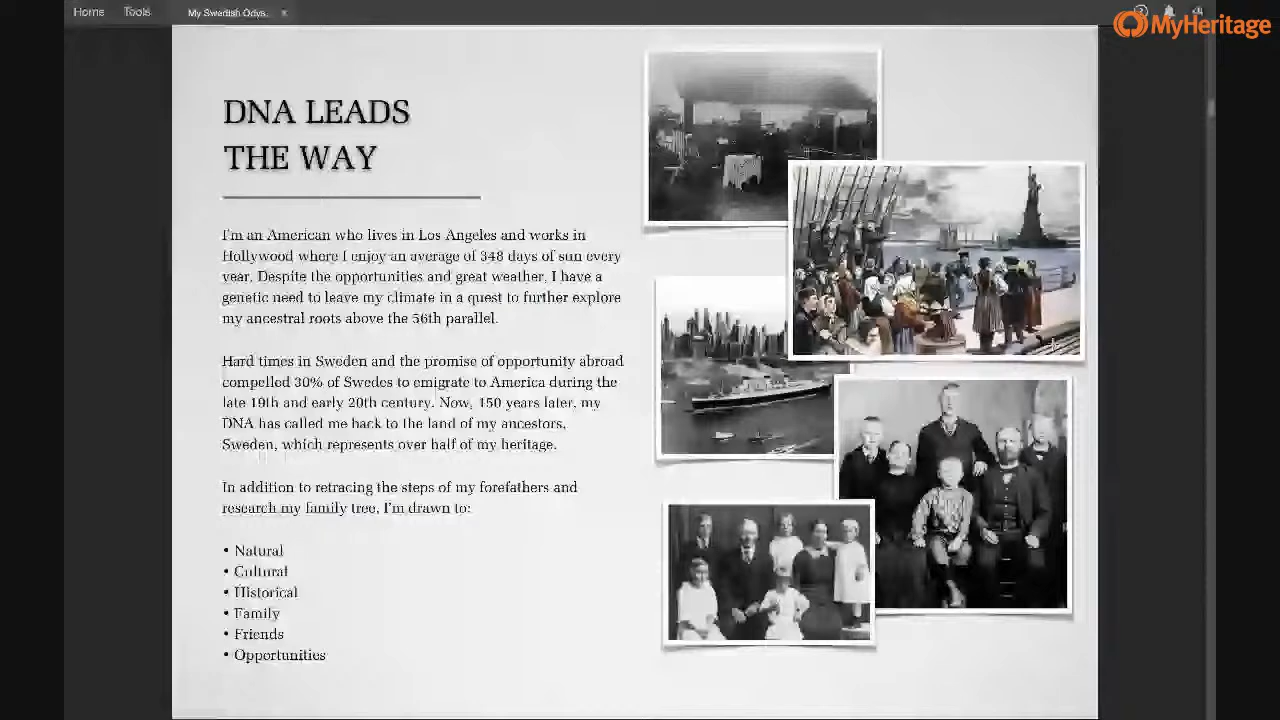 Home Tools My Swedish Odys...
MyHeritage
DNA LEADS
THE WAY
I'm an American who lives in Los Angeles and works in
Hollywood where I enjoy an average of 348 days of sun every
year. Despite the opportunities and great weather, I have a
genetic need to leave my climate in a quest to further explore
my ancestral roots above the 56th parallel.
Hard times in Sweden and the promise of opportunity abroad
compelled 30% of Swedes to emigrate to America during the
late 19th and early 20th century. Now, 150 years later, my
DNA has called me back to the land of my ancestors,
Sweden, which represents over half of my heritage.
In addition to retracing the steps of my forefathers and
research my family tree, I'm drawn to:
• Natural
• Cultural
• Historical
• Family
• Friends
• Opportunities